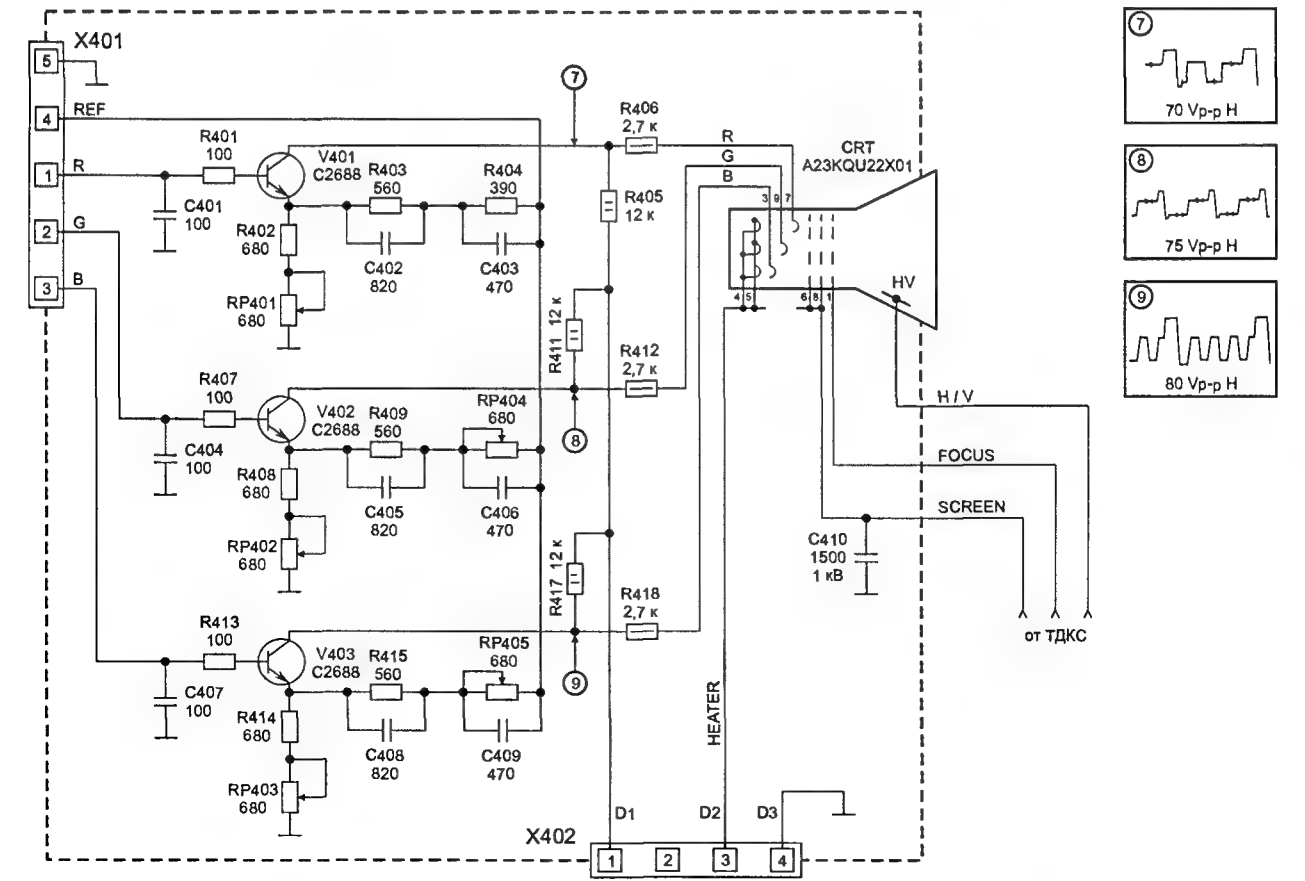 X401
5
4
REF
1
R
2
G
3
B
R401
100
C401
100
V401
C2688
R402
680
RP401
680
R403
560
C402
820
R404
390
C403
470
7
R406
2,7 к
R405
12 к
R411 12 к
R407
100
C404
100
V402
C2688
R408
680
RP402
680
R409
560
C405
820
RP404
680
C406
470
8
R412
2,7 к
R417 12 к
R413
100
C407
100
V403
C2688
R414
680
RP403
680
R415
560
C408
820
RP405
680
C409
470
9
R418
2,7 к
R
G
B
CRT
A23KQU22X01
3 9 7
4 5
6 8 1
HV
H / V
FOCUS
SCREEN
C410
1500
1 кВ
от ТДКС
HEATER
D1
D2
D3
X402
1
2
3
4
7
70 Vp-p H
8
75 Vp-p H
9
80 Vp-p H